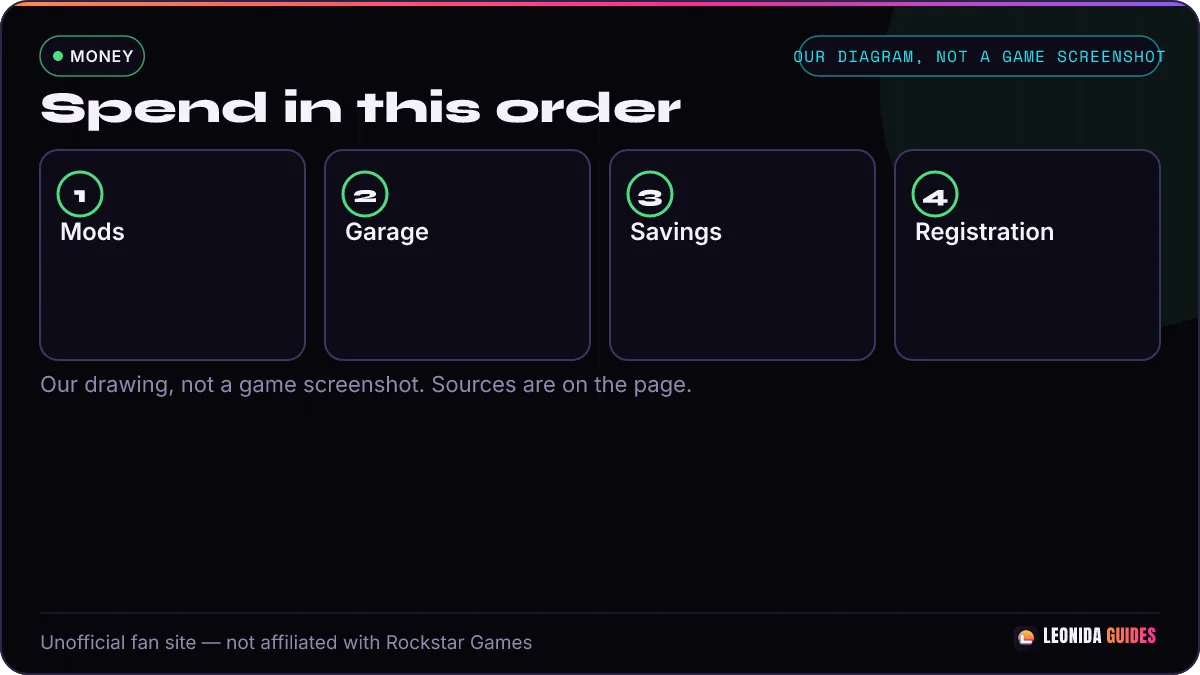 MONEY
OUR DIAGRAM, NOT A GAME SCREENSHOT
Spend in this order
1
Mods
2
Garage
3
Savings
4
Registration
Our drawing, not a game screenshot. Sources are on the page.
Unofficial fan site — not affiliated with Rockstar Games
LEONIDA GUIDES